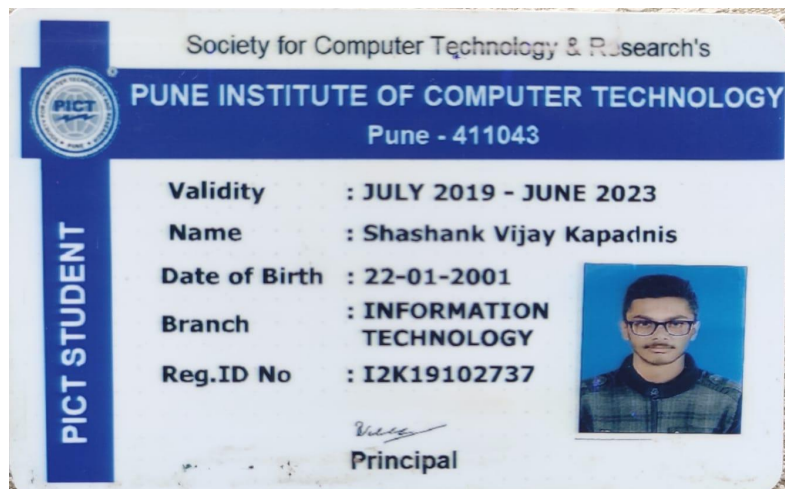 Society for Computer Technology & Research's
PICT
PUNE INSTITUTE OF COMPUTER TECHNOLOGY
Pune - 411043
PICT STUDENT
Validity : JULY 2019 - JUNE 2023
Name : Shashank Vijay Kapadnis
Date of Birth : 22-01-2001
Branch : INFORMATION
TECHNOLOGY
Reg.ID No : I2K19102737
Principal